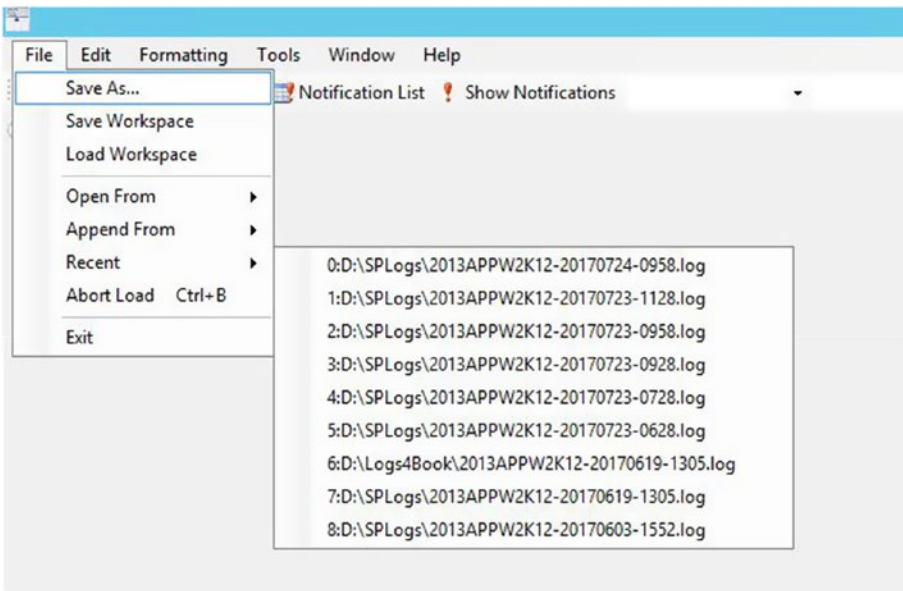 File Edit Formatting Tools Window Help
Save As...
Notification List Show Notifications
Save Workspace
Load Workspace
Open From
Append From
Recent
Abort Load Ctrl+B
Exit
0:D:\SPLogs\2013APPW2K12-20170724-0958.log
1:D:\SPLogs\2013APPW2K12-20170723-1128.log
2:D:\SPLogs\2013APPW2K12-20170723-0958.log
3:D:\SPLogs\2013APPW2K12-20170723-0928.log
4:D:\SPLogs\2013APPW2K12-20170723-0728.log
5:D:\SPLogs\2013APPW2K12-20170723-0628.log
6:D:\Logs4Book\2013APPW2K12-20170619-1305.log
7:D:\SPLogs\2013APPW2K12-20170619-1305.log
8:D:\SPLogs\2013APPW2K12-20170603-1552.log